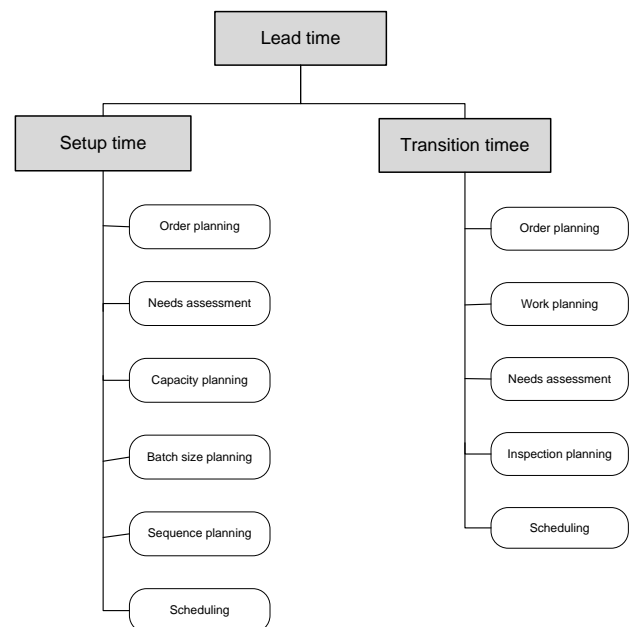 Lead time
Setup time
Transition timee
Order planning
Needs assessment
Capacity planning
Batch size planning
Sequence planning
Scheduling
Order planning
Work planning
Needs assessment
Inspection planning
Scheduling